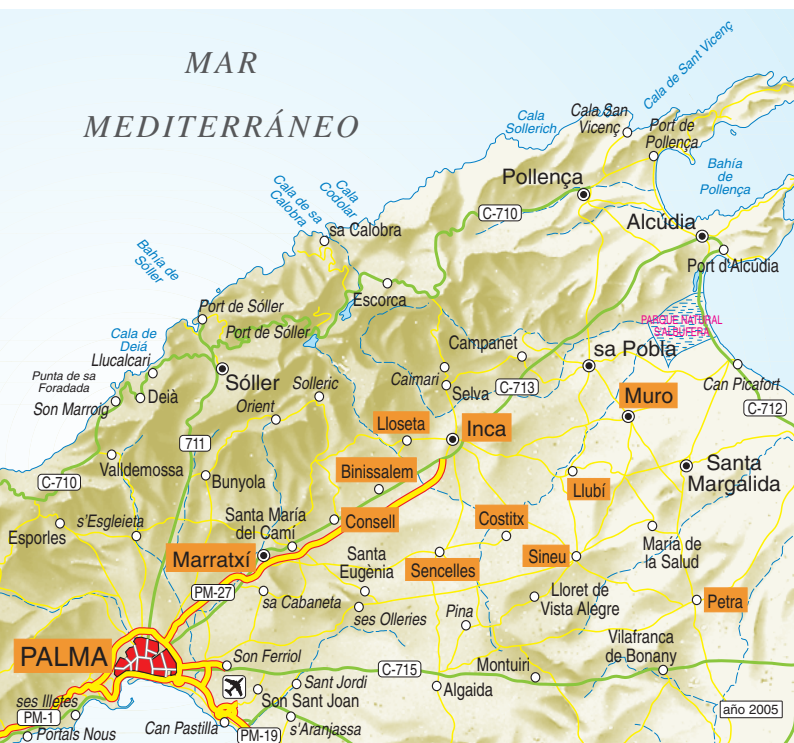 MAR
MEDITERRÁNEO
Cala de Sant Vicenç
Cala
Sollerich
Cala San
Vicenç
Port de
Pollença
Bahía
de
Pollença
Pollença
C-710
Alcúdia
Port d'Alcúdia
Cala de sa
Calobra
Cala
Codolar
sa Calobra
Bahía de
Sóller
Escorca
Port de Sóller
Port de Sóller
PARQUE NATURAL
S'ALBUFERA
Cala de
Deiá
Llucalcari
Campanet
sa Pobla
Punta de sa
Foradada
Son Marroig
Deià
Sóller
Solleric
Caimari
Selva
C-713
Can Picafort
Orient
Muro
C-712
Lloseta
Inca
711
Valldemossa
Bunyola
Binissalem
Llubí
Santa
Margálida
C-710
s'Esgleieta
Esporles
Santa María
del Camí
Consell
Costitx
María de
la Salud
Marratxí
Santa
Eugènia
Sencelles
Sineu
PM-27
sa Cabaneta
ses Olleries
Lloret de
Vista Alegre
Petra
Pina
PALMA
Son Ferriol
Vilafranca
de Bonany
C-715
Montuiri
Sant Jordi
Son Sant Joan
Algaida
ses Illetes
PM-1
Portals Nous
Can Pastilla
PM-19
s'Aranjassa
año 2005